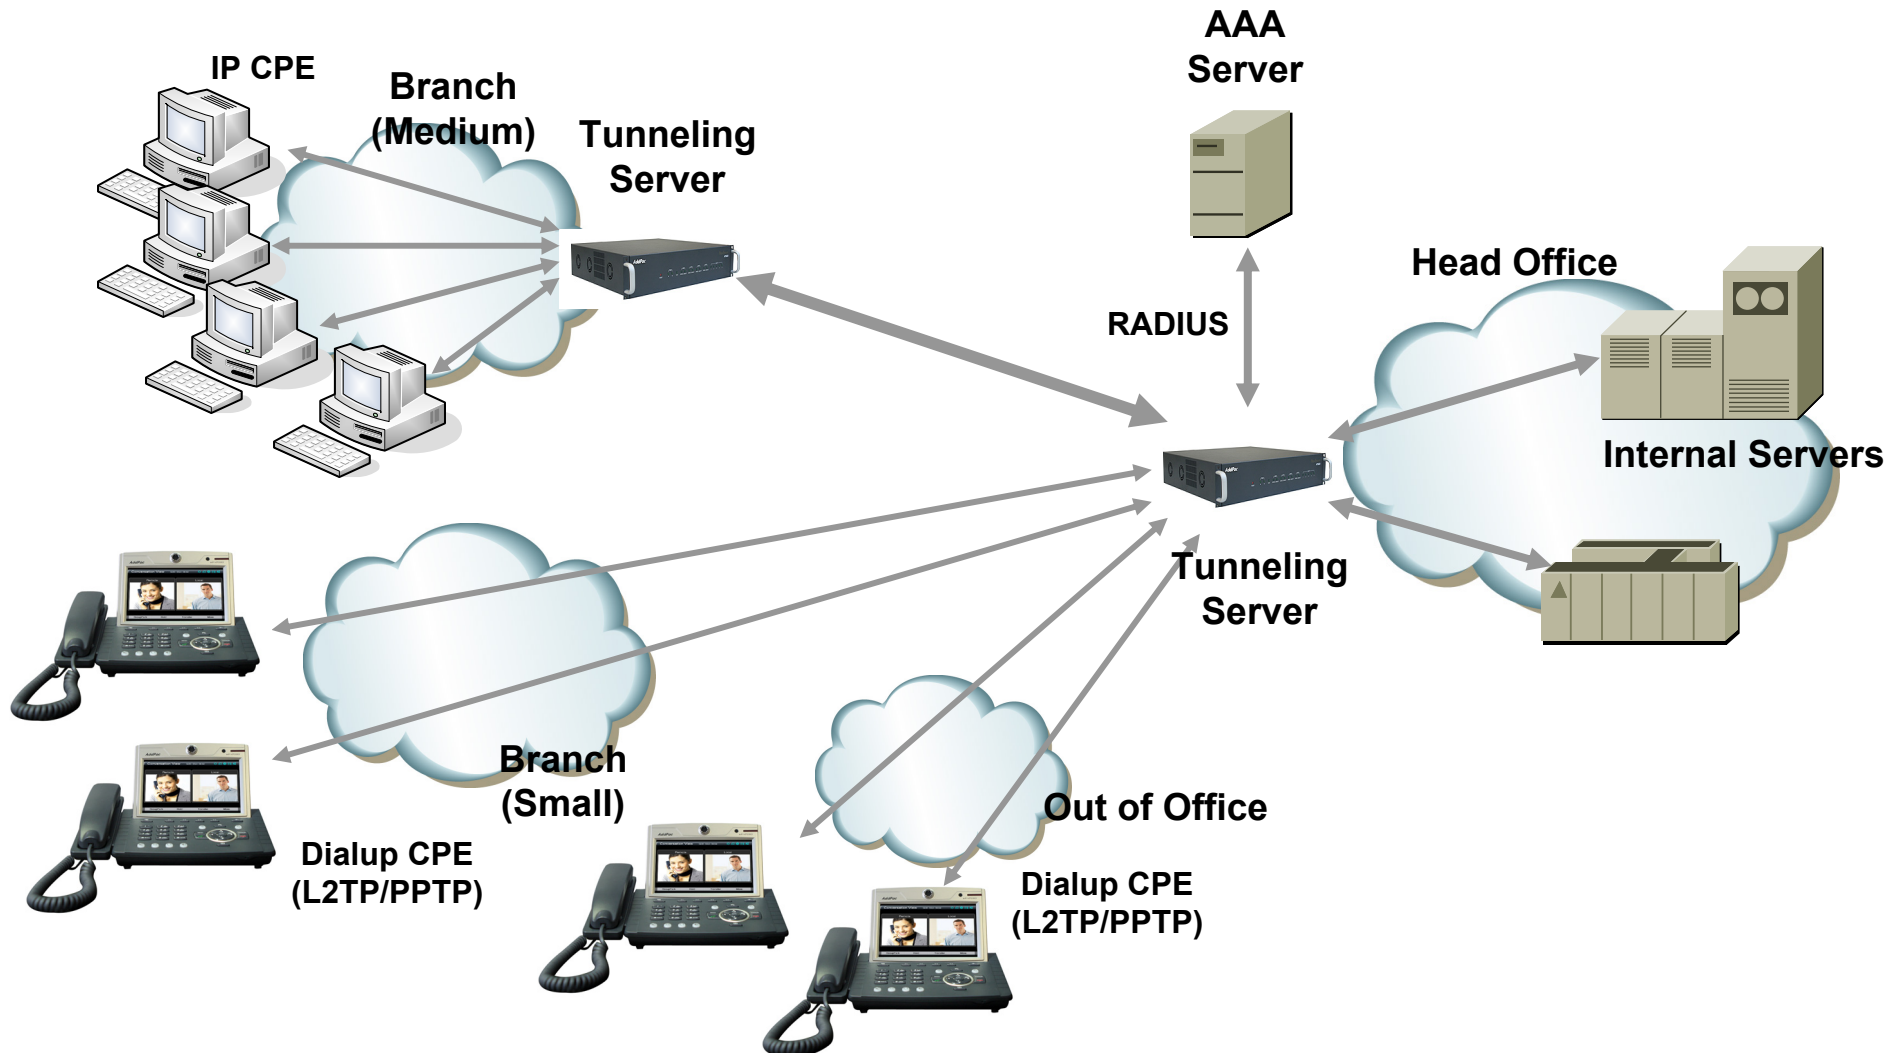 AAA
Server
IP CPE
Branch
(Medium)
Tunneling
Server
Head Office
RADIUS
Internal Servers
Tunneling
Server
Branch
(Small)
Out of Office
Dialup CPE
(L2TP/PPTP)
Dialup CPE
(L2TP/PPTP)